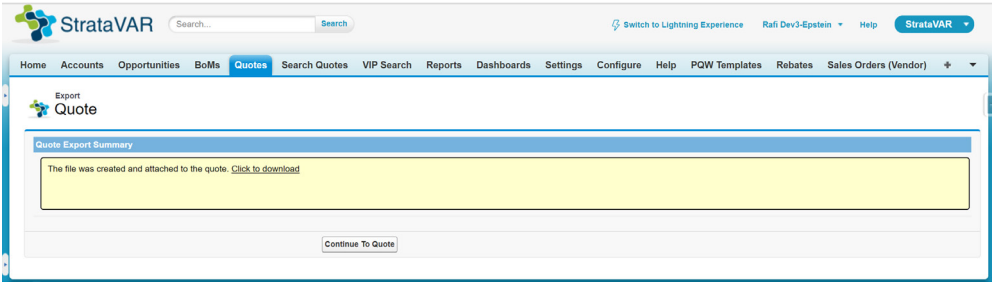 StrataVAR Search... Search Switch to Lightning Experience Rafi Dev3-Epstein Help StrataVAR
Home Accounts Opportunities BoMs Quotes Search Quotes VIP Search Reports Dashboards Settings Configure Help PQW Templates Rebates Sales Orders (Vendor) +
Export
Quote
Quote Export Summary
The file was created and attached to the quote. Click to download
Continue To Quote